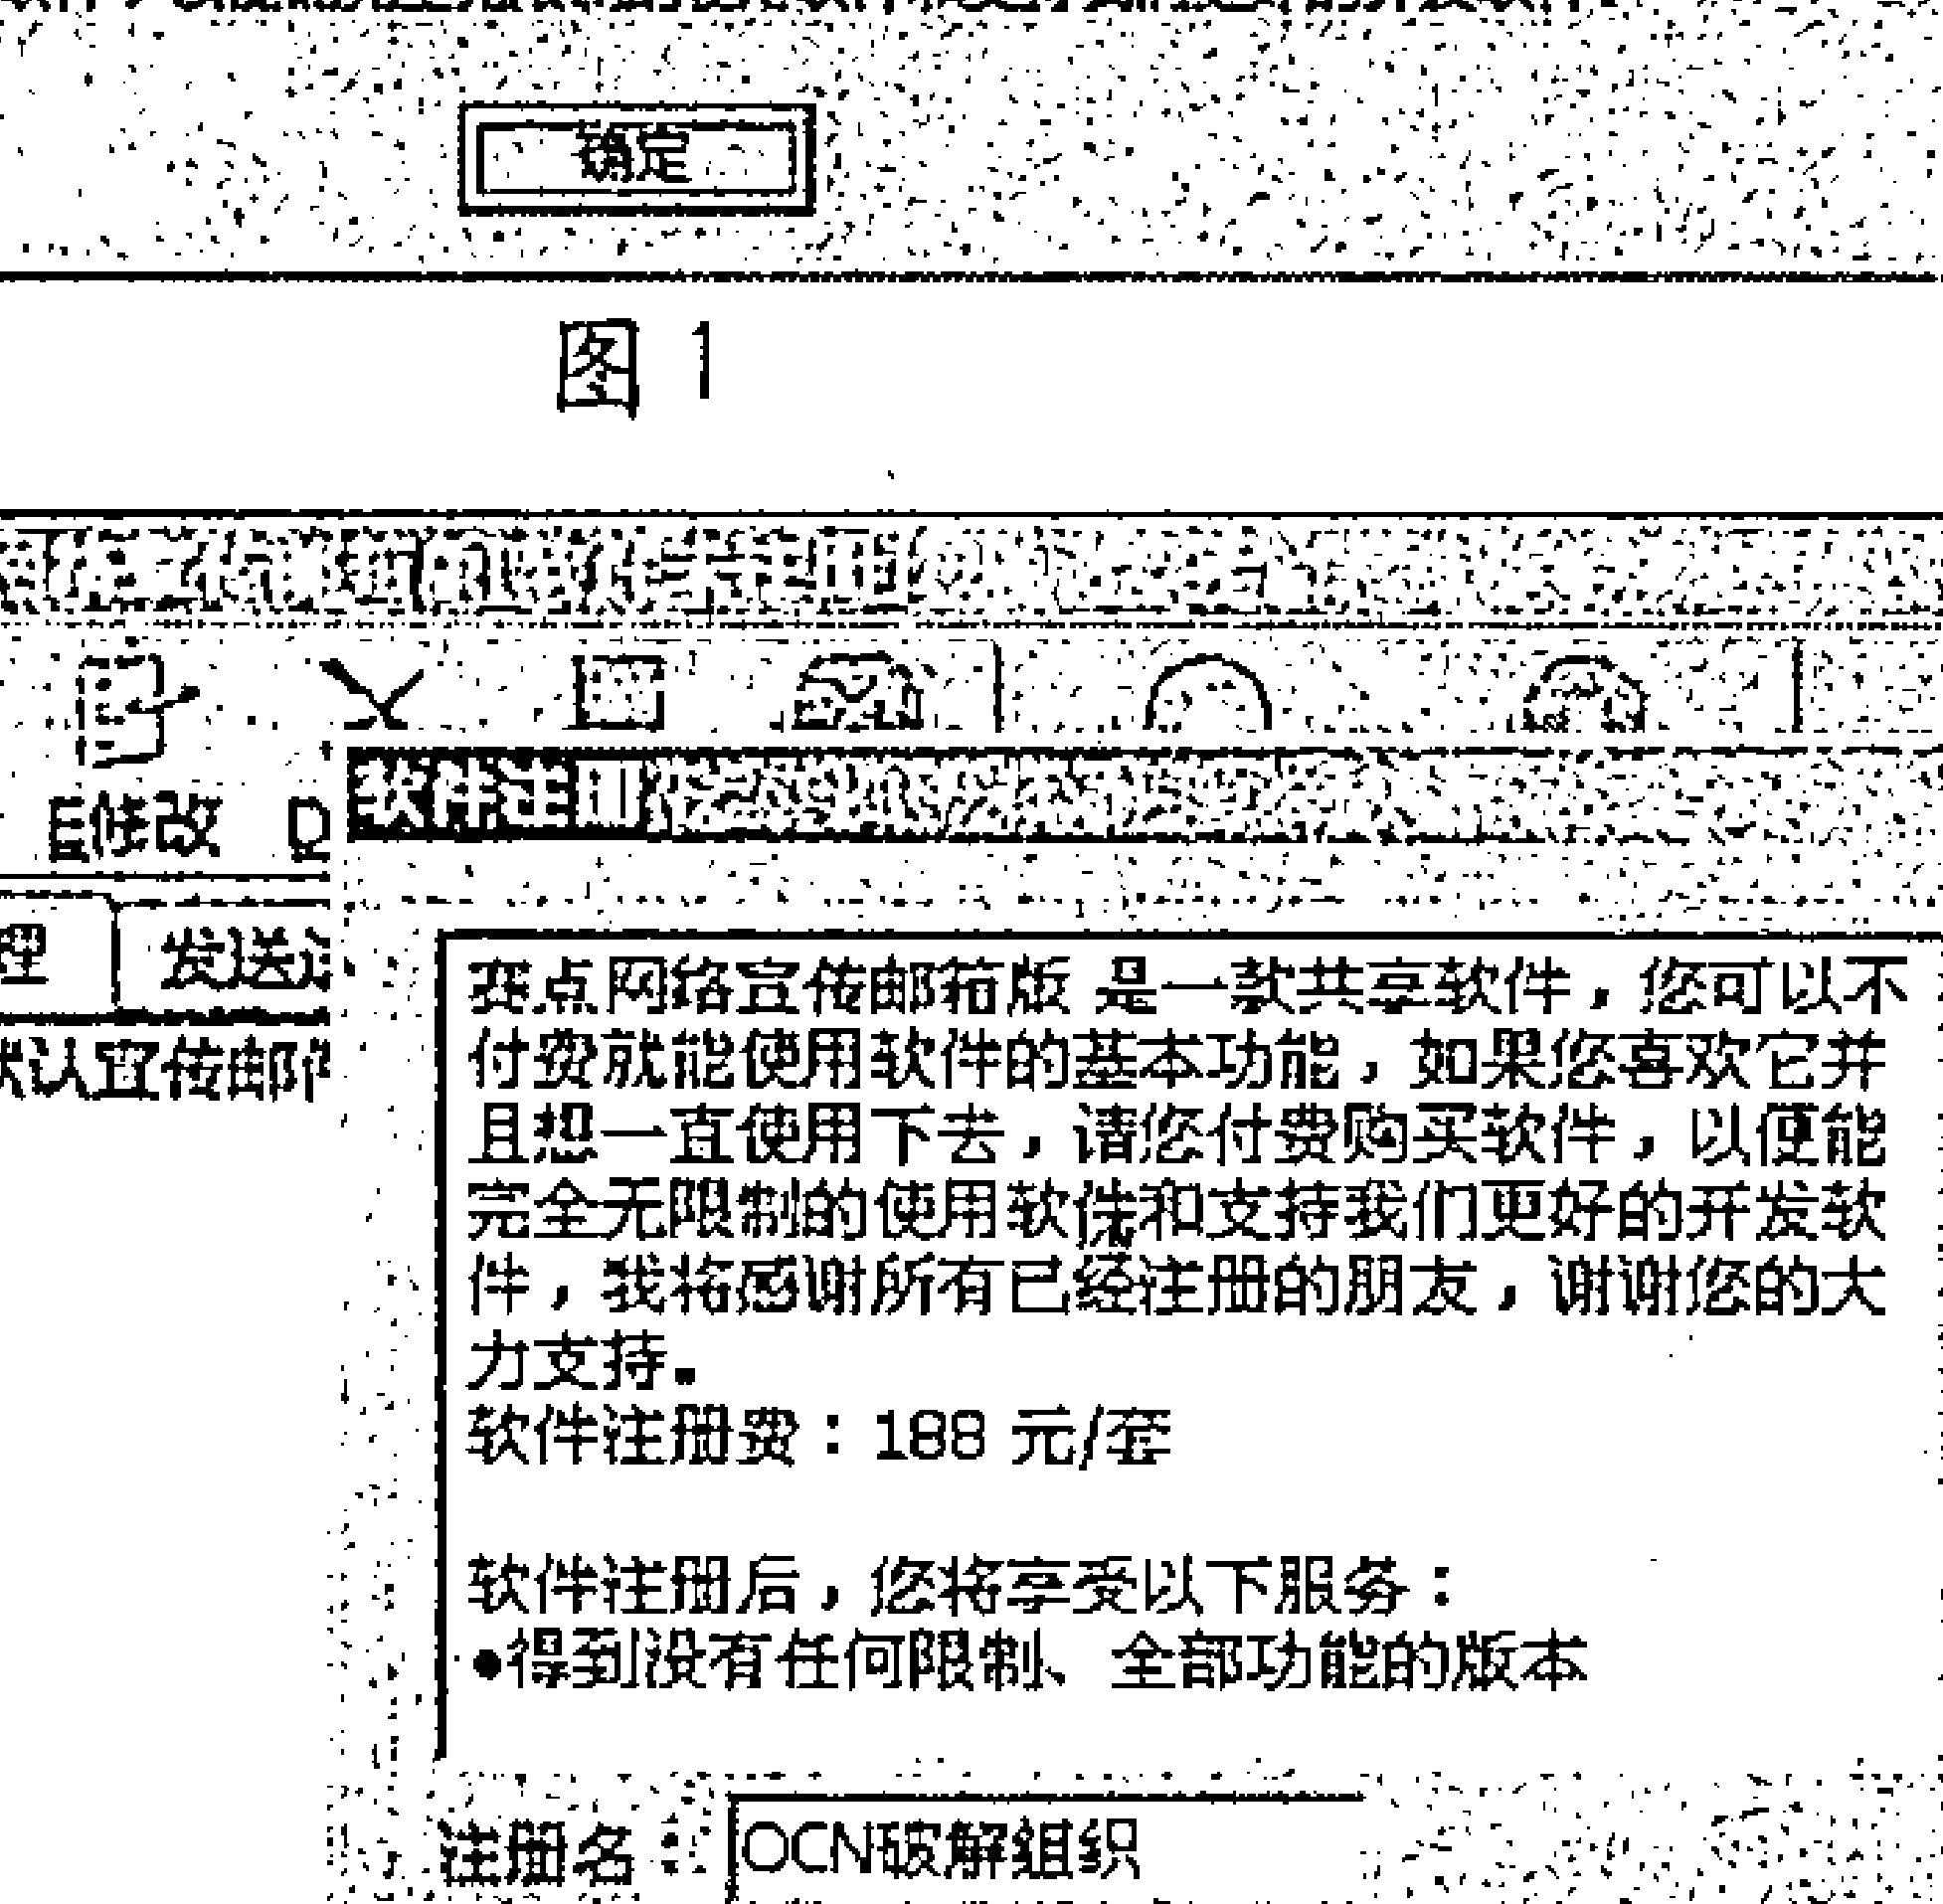 确定
图 1
修改
软件注册
理 发送
默认宣传邮件
赛点网络宣传邮箱版 是一款共享软件，您可以不
付费就能使用软件的基本功能，如果您喜欢它并
且想一直使用下去，请您付费购买软件，以便能
完全无限制的使用软件和支持我们更好的开发软
件，我将感谢所有已经注册的朋友，谢谢您的大
力支持。
软件注册费：188 元/套
软件注册后，您将享受以下服务：
●得到没有任何限制、全部功能的版本
注册名： OCN破解组织